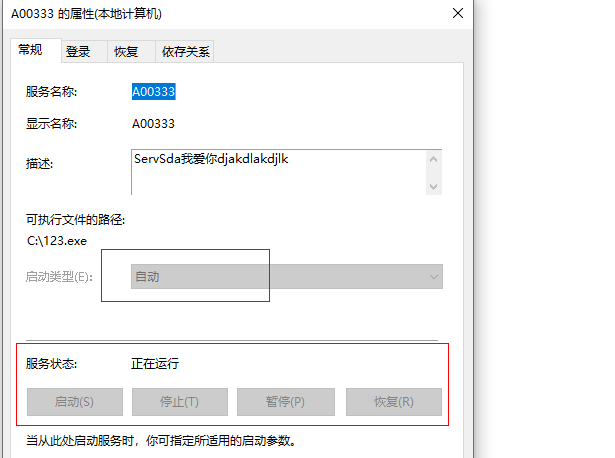 A00333 的属性(本地计算机)
常规 登录 恢复 依存关系
服务名称: A00333
显示名称: A00333
描述: ServSda我爱你djakdlakdjlk
可执行文件的路径:
C:\123.exe
启动类型(E): 自动
服务状态: 正在运行
启动(S) 停止(T) 暂停(P) 恢复(R)
当从此处启动服务时，你可指定所适用的启动参数。